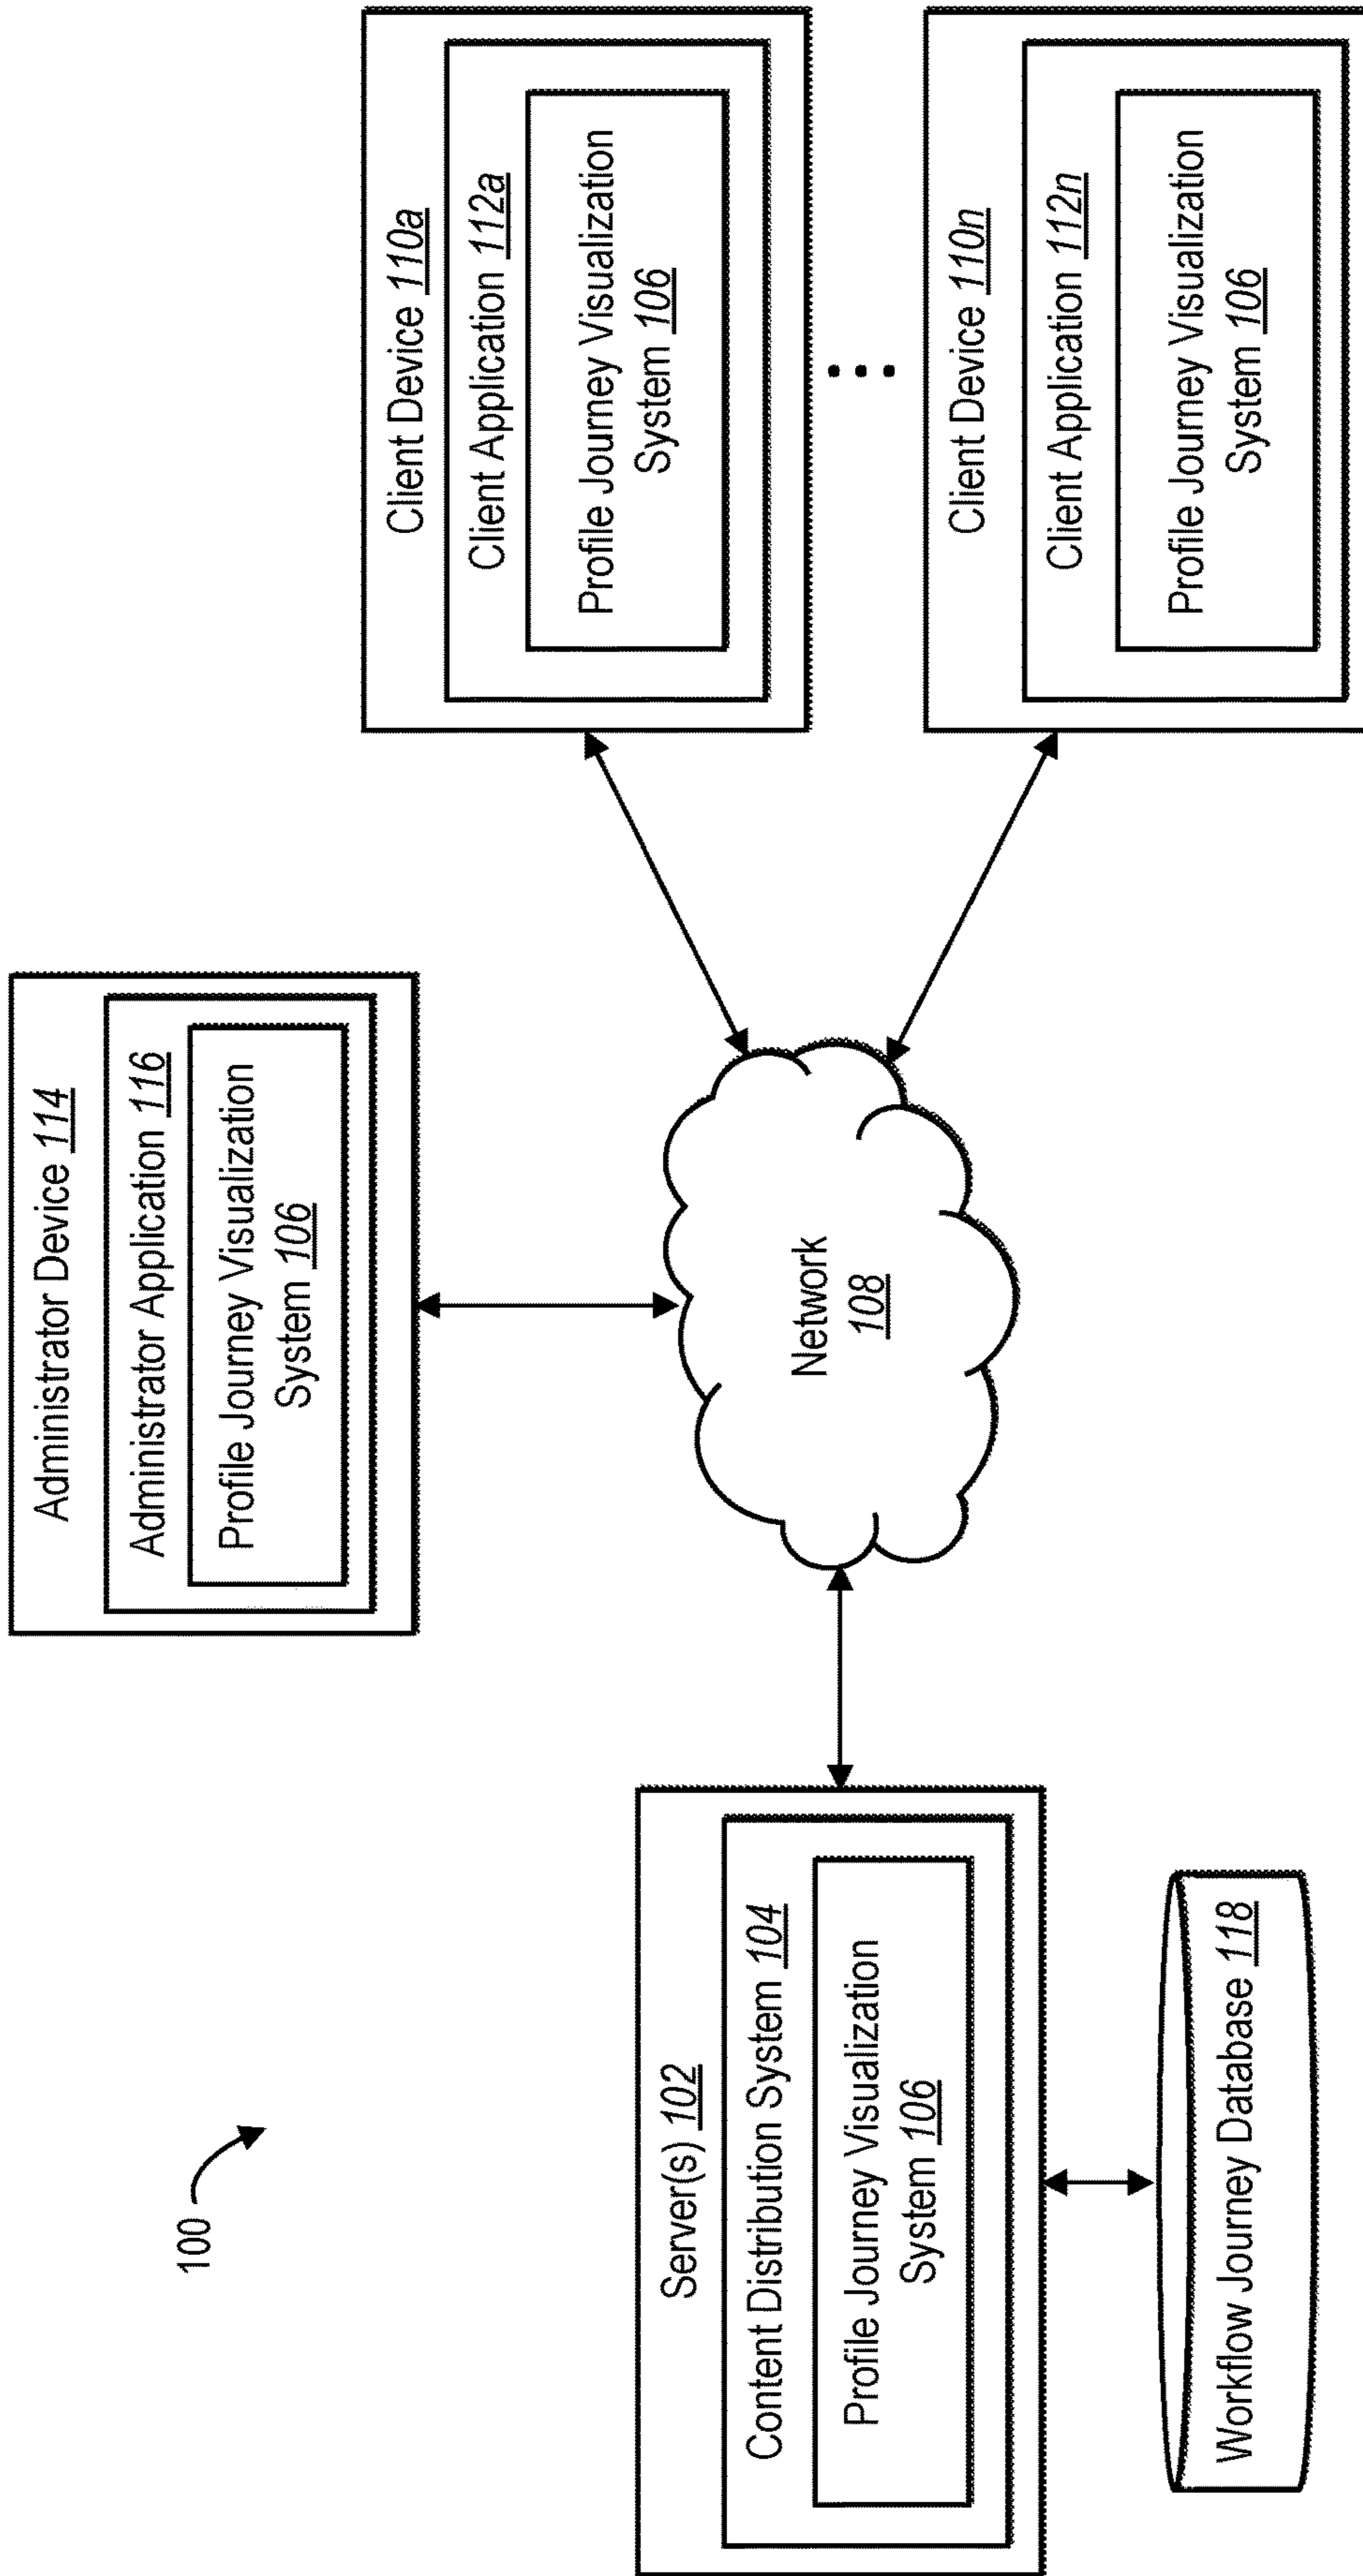 100
Administrator Device 114
Administrator Application 116
Profile Journey Visualization
System 106
Server(s) 102
Content Distribution System 104
Profile Journey Visualization
System 106
Workflow Journey Database 118
Network
108
Client Device 110a
Client Application 112a
Profile Journey Visualization
System 106
Client Device 110n
Client Application 112n
Profile Journey Visualization
System 106